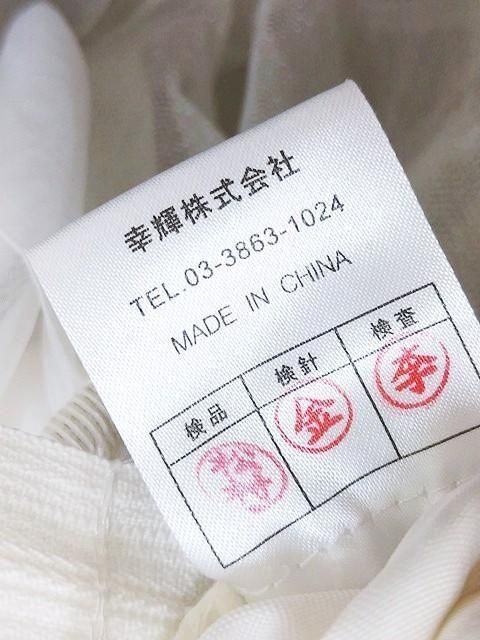 幸輝株式会社
TEL.03-3863-1024
MADE IN CHINA
検品 検針 検査
金 李